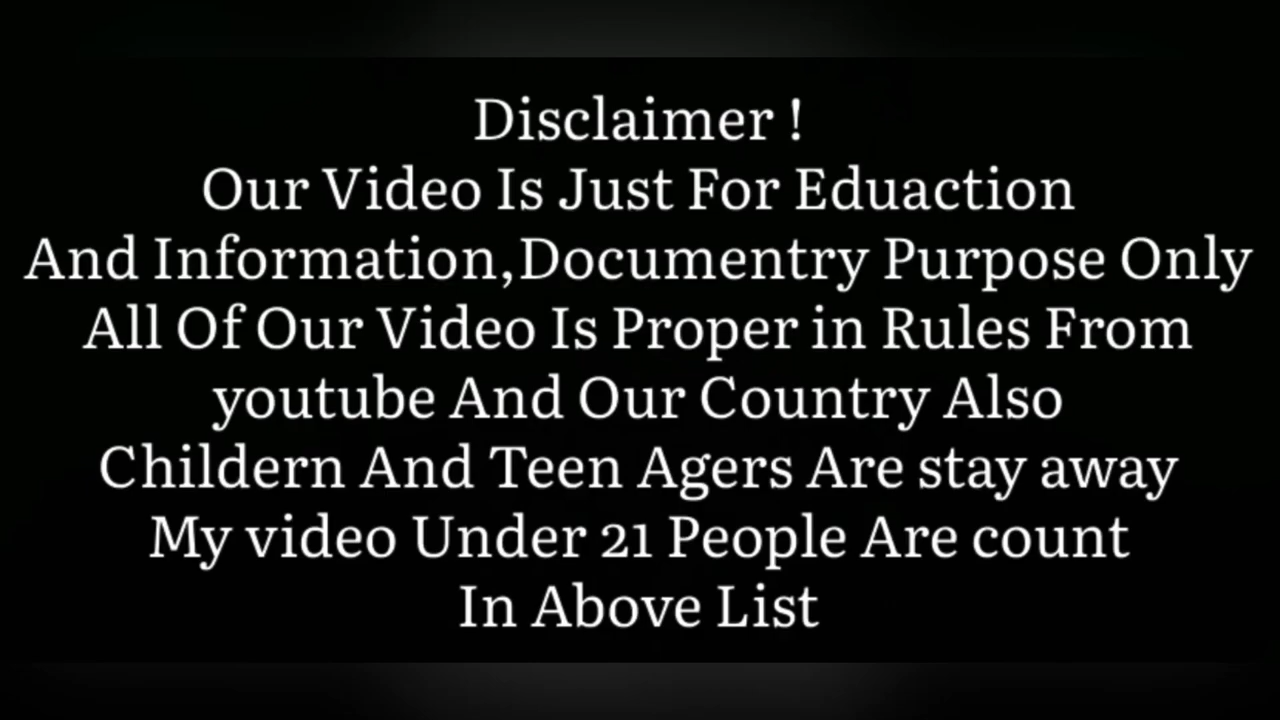 Disclaimer !
Our Video Is Just For Eduaction
And Information,Documentry Purpose Only
All Of Our Video Is Proper in Rules From
youtube And Our Country Also
Childern And Teen Agers Are stay away
My video Under 21 People Are count
In Above List